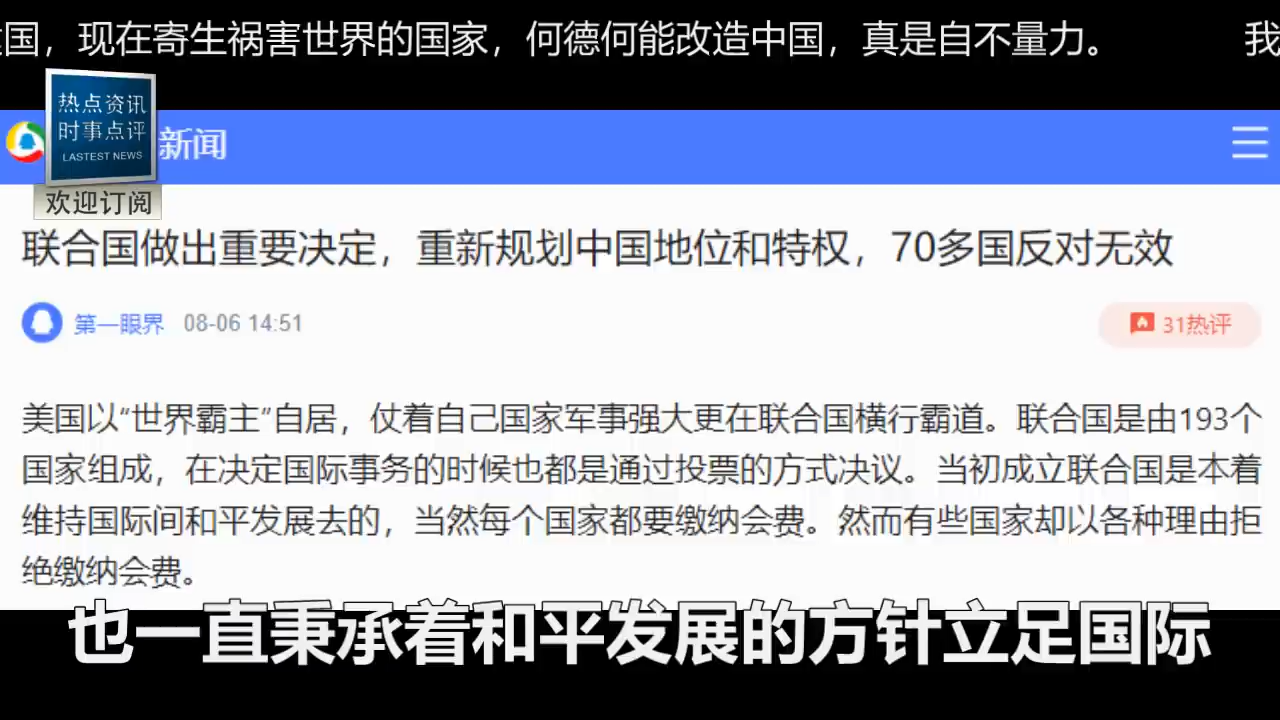 国，现在寄生祸害世界的国家，何德何能改造中国，真是自不量力。 我
热点资讯
时事点评
LASTEST NEWS
欢迎订阅
新闻
联合国做出重要决定，重新规划中国地位和特权，70多国反对无效
第一眼界 08-06 14:51
31热评
美国以“世界霸主”自居，仗着自己国家军事强大更在联合国横行霸道。联合国是由193个
国家组成，在决定国际事务的时候也都是通过投票的方式决议。当初成立联合国是本着
维持国际间和平发展去的，当然每个国家都要缴纳会费。然而有些国家却以各种理由拒
绝缴纳会费。
也一直秉承着和平发展的方针立足国际